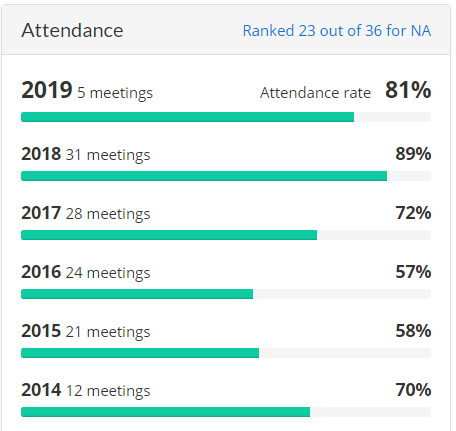 Attendance Ranked 23 out of 36 for NA
2019 5 meetings Attendance rate 81%
2018 31 meetings 89%
2017 28 meetings 72%
2016 24 meetings 57%
2015 21 meetings 58%
2014 12 meetings 70%